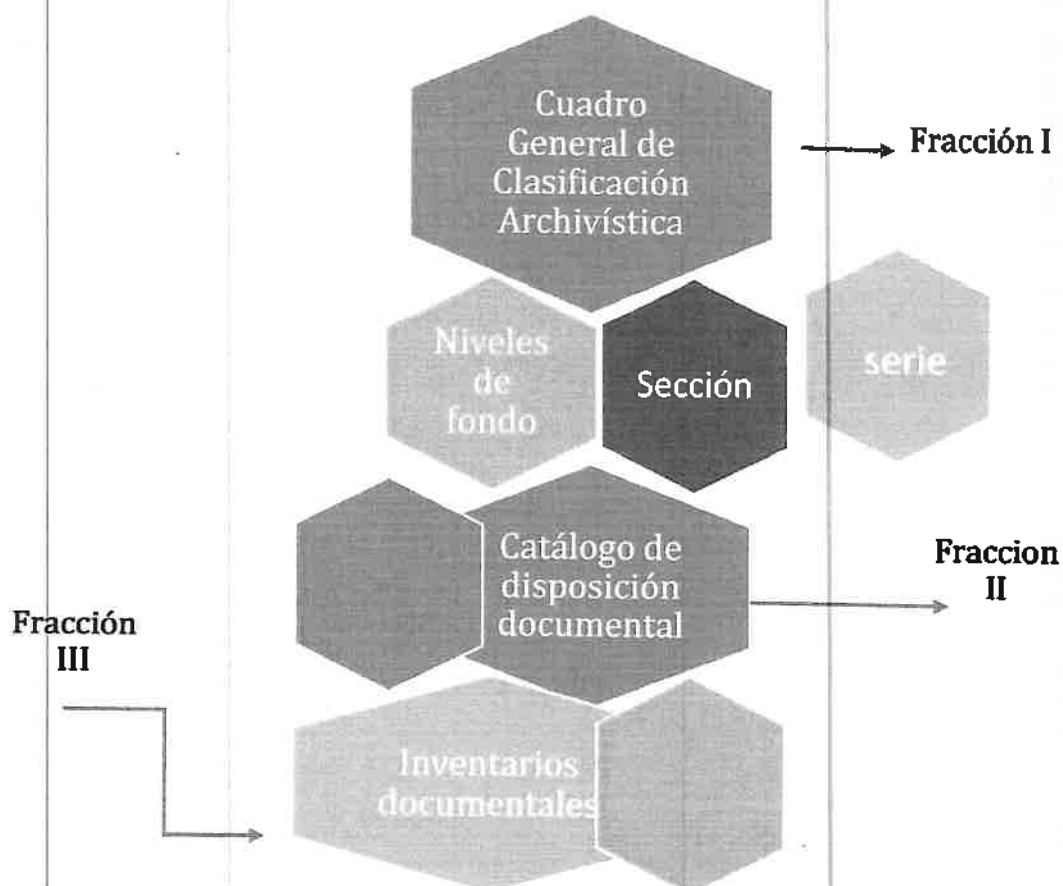 Cuadro
General de
Clasificación
Archivística
Fracción I
Niveles
de
fondo
Sección
serie
Catálogo de
disposición
documental
Fraccion
II
Fracción
III
Inventarios
documentales